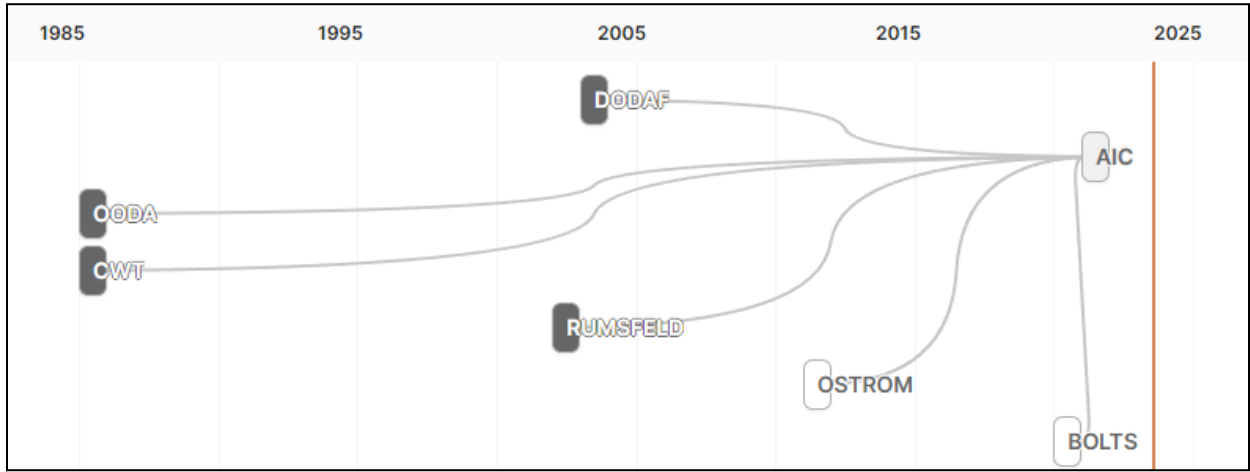 1985 1995 2005 2015 2025
DODAF
AIC
OODA
CWT
RUMSFELD
OSTROM
BOLTS